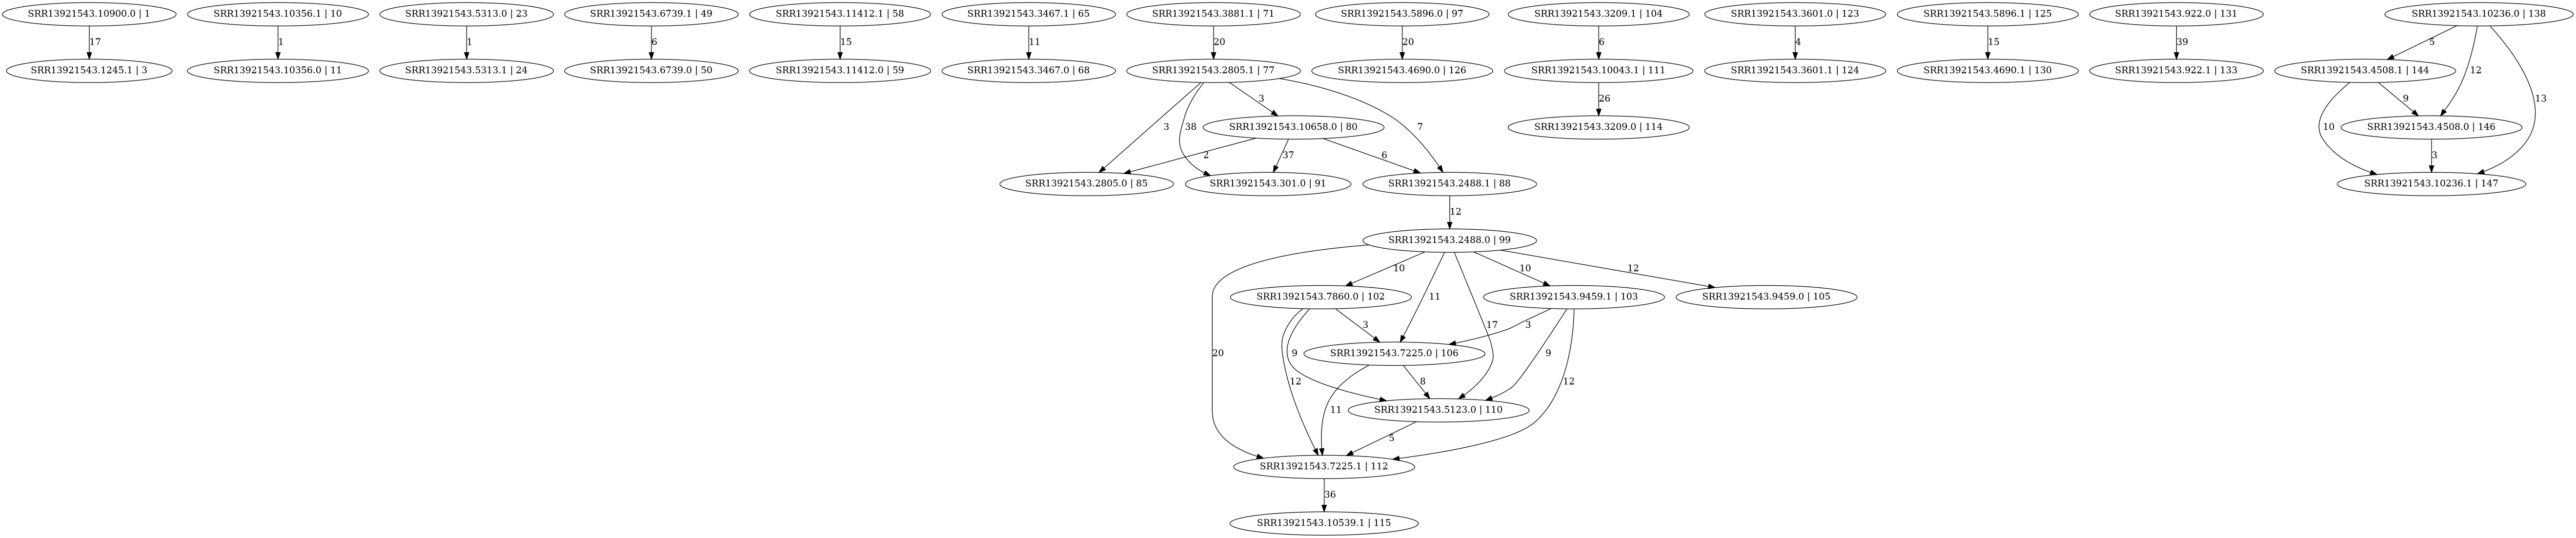 SRR13921543.10900.0 | 1
SRR13921543.10356.1 | 10
SRR13921543.5313.0 | 23
SRR13921543.6739.1 | 49
SRR13921543.11412.1 | 58
SRR13921543.3467.1 | 65
SRR13921543.3881.1 | 71
SRR13921543.5896.0 | 97
SRR13921543.3209.1 | 104
SRR13921543.3601.0 | 123
SRR13921543.5896.1 | 125
SRR13921543.922.0 | 131
SRR13921543.10236.0 | 138
17
1
1
6
15
11
20
20
6
4
15
39
5
SRR13921543.1245.1 | 3
SRR13921543.10356.0 | 11
SRR13921543.5313.1 | 24
SRR13921543.6739.0 | 50
SRR13921543.11412.0 | 59
SRR13921543.3467.0 | 68
SRR13921543.2805.1 | 77
SRR13921543.4690.0 | 126
SRR13921543.10043.1 | 111
SRR13921543.3601.1 | 124
SRR13921543.4690.1 | 130
SRR13921543.922.1 | 133
SRR13921543.4508.1 | 144
12
3
26
9
13
3
38
SRR13921543.10658.0 | 80
7
SRR13921543.3209.0 | 114
10
SRR13921543.4508.0 | 146
2
37
6
3
SRR13921543.2805.0 | 85
SRR13921543.301.0 | 91
SRR13921543.2488.1 | 88
SRR13921543.10236.1 | 147
12
SRR13921543.2488.0 | 99
10
10
12
SRR13921543.7860.0 | 102
11
SRR13921543.9459.1 | 103
SRR13921543.9459.0 | 105
3
17
3
20
9
SRR13921543.7225.0 | 106
9
12
8
12
11
SRR13921543.5123.0 | 110
5
SRR13921543.7225.1 | 112
36
SRR13921543.10539.1 | 115